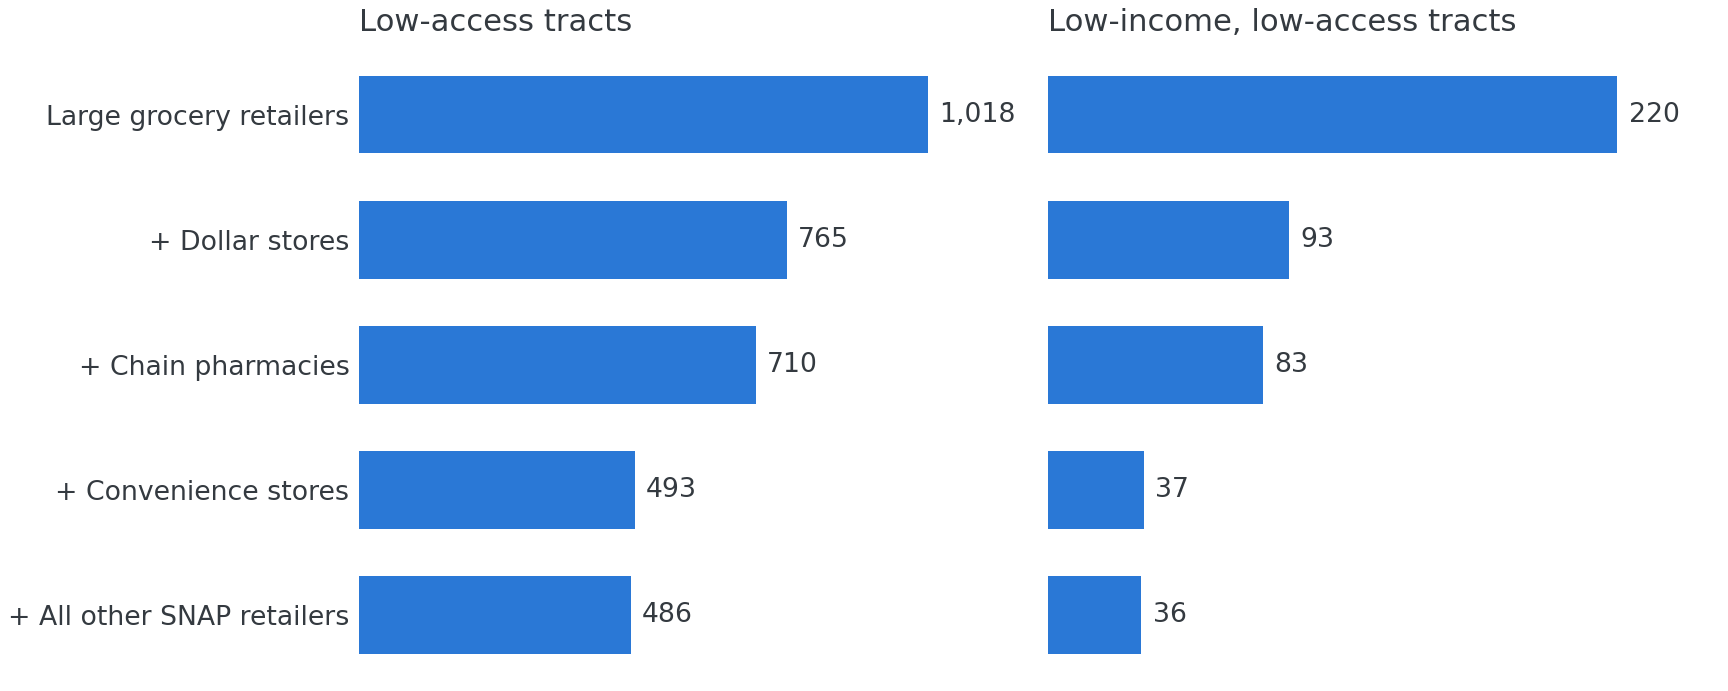 Low-access tracts
Low-income, low-access tracts
Large grocery retailers
1,018
220
+ Dollar stores
765
93
+ Chain pharmacies
710
83
+ Convenience stores
493
37
+ All other SNAP retailers
486
36